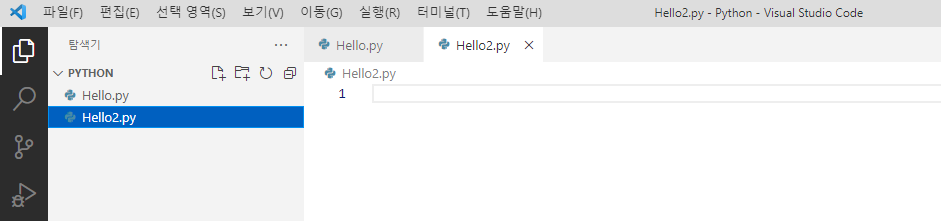 파일(F) 편집(E) 선택 영역(S) 보기(V) 이동(G) 실행(R) 터미널(T) 도움말(H) Hello2.py - Python - Visual Studio Code
탐색기 ···
PYTHON
Hello.py
Hello2.py
Hello.py Hello2.py
Hello2.py
1